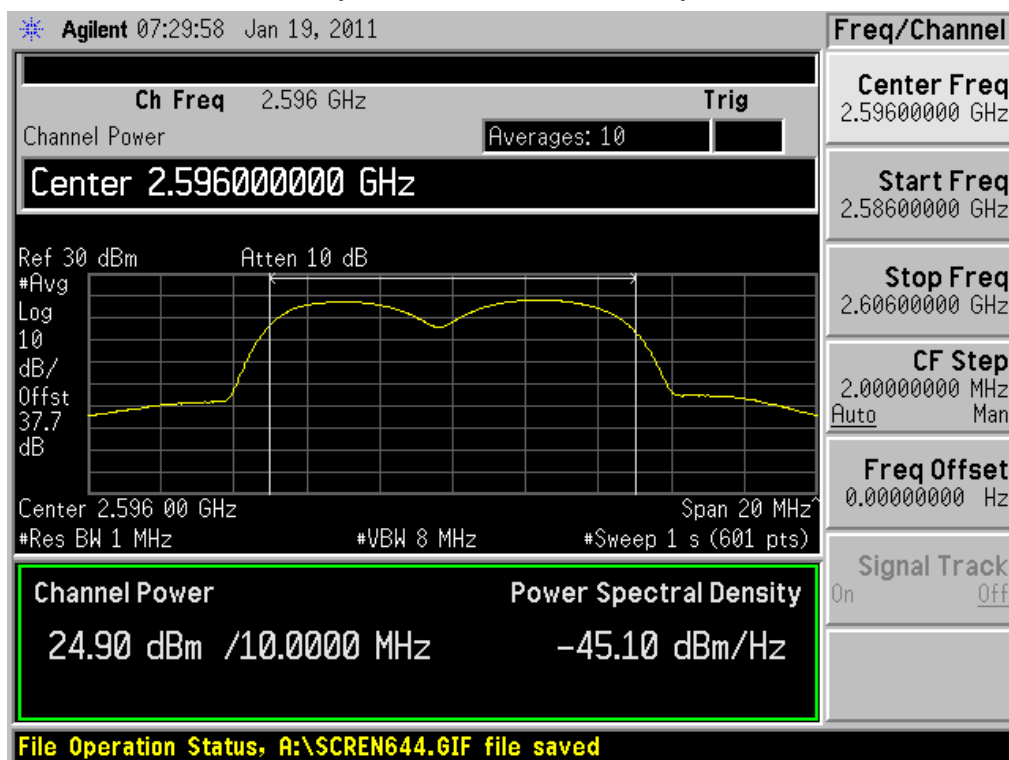 Agilent 07:29:58 Jan 19, 2011
Freq/Channel
Ch Freq 2.596 GHz Trig
Channel Power Averages: 10
Center 2.596000000 GHz
Ref 30 dBm Atten 10 dB
#Avg
Log
10
dB/
Offst
37.7
dB
Center 2.596 00 GHz Span 20 MHz^
#Res BW 1 MHz #VBW 8 MHz #Sweep 1 s (601 pts)
Channel Power Power Spectral Density
24.90 dBm /10.0000 MHz -45.10 dBm/Hz
File Operation Status, A:\SCREN644.GIF file saved
Center Freq
2.59600000 GHz
Start Freq
2.58600000 GHz
Stop Freq
2.60600000 GHz
CF Step
2.00000000 MHz
Auto Man
Freq Offset
0.00000000 Hz
Signal Track
On Off